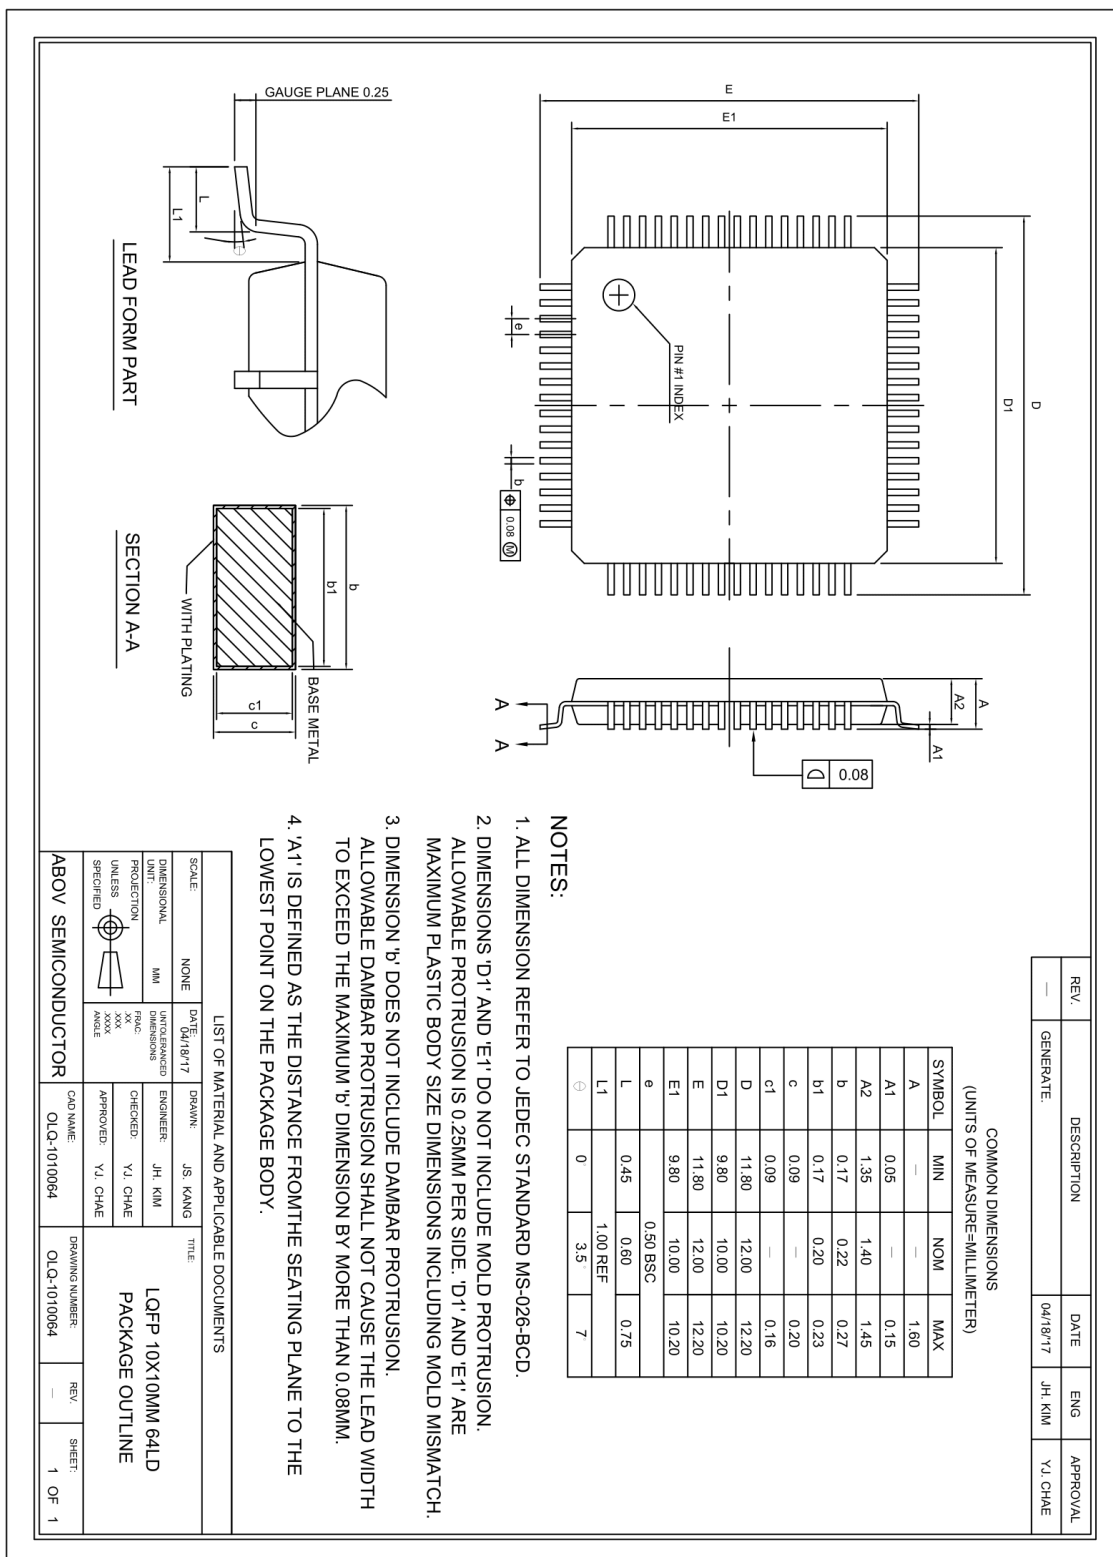 REV.	DESCRIPTION	DATE	ENG	APPROVAL
—	GENERATE.	04/18/'17	JH. KIM	YJ. CHAE
E
E1
D
D1
PIN #1 INDEX
e
b
0.08 M
A
A2
A1
0.08
A
A
GAUGE PLANE 0.25
L
L1
Θ
LEAD FORM PART
b
b1
BASE METAL
c1
c
WITH PLATING
SECTION A-A
COMMON DIMENSIONS
(UNITS OF MEASURE=MILLIMETER)
SYMBOL	MIN	NOM	MAX
A	—	—	1.60
A1	0.05	—	0.15
A2	1.35	1.40	1.45
b	0.17	0.22	0.27
b1	0.17	0.20	0.23
c	0.09	—	0.20
c1	0.09	—	0.16
D	11.80	12.00	12.20
D1	9.80	10.00	10.20
E	11.80	12.00	12.20
E1	9.80	10.00	10.20
e	0.50 BSC
L	0.45	0.60	0.75
L1	1.00 REF
Θ	0°	3.5°	7°
NOTES:
1. ALL DIMENSION REFER TO JEDEC STANDARD MS-026-BCD.
2. DIMENSIONS 'D1' AND 'E1' DO NOT INCLUDE MOLD PROTRUSION.
ALLOWABLE PROTRUSION IS 0.25MM PER SIDE. 'D1' AND 'E1' ARE
MAXIMUM PLASTIC BODY SIZE DIMENSIONS INCLUDING MOLD MISMATCH.
3. DIMENSION 'b' DOES NOT INCLUDE DAMBAR PROTRUSION.
ALLOWABLE DAMBAR PROTRUSION SHALL NOT CAUSE THE LEAD WIDTH
TO EXCEED THE MAXIMUM 'b' DIMENSION BY MORE THAN 0.08MM.
4. 'A1' IS DEFINED AS THE DISTANCE FROMTHE SEATING PLANE TO THE
LOWEST POINT ON THE PACKAGE BODY.
LIST OF MATERIAL AND APPLICABLE DOCUMENTS
SCALE: NONE
DATE: 04/18/'17
DRAWN: JS. KANG
TITLE:
LQFP 10X10MM 64LD
PACKAGE OUTLINE
DIMENSIONAL
UNIT: MM
UNTOLERANCED
DIMENSIONS
FRAC:
.XX
.XXX
.XXXX
ANGLE
ENGINEER: JH. KIM
CHECKED: YJ. CHAE
APPROVED: YJ. CHAE
PROJECTION
UNLESS
SPECIFIED
ABOV SEMICONDUCTOR
CAD NAME:
OLQ-1010064
DRAWING NUMBER:
OLQ-1010064
REV.
—
SHEET:
1 OF 1